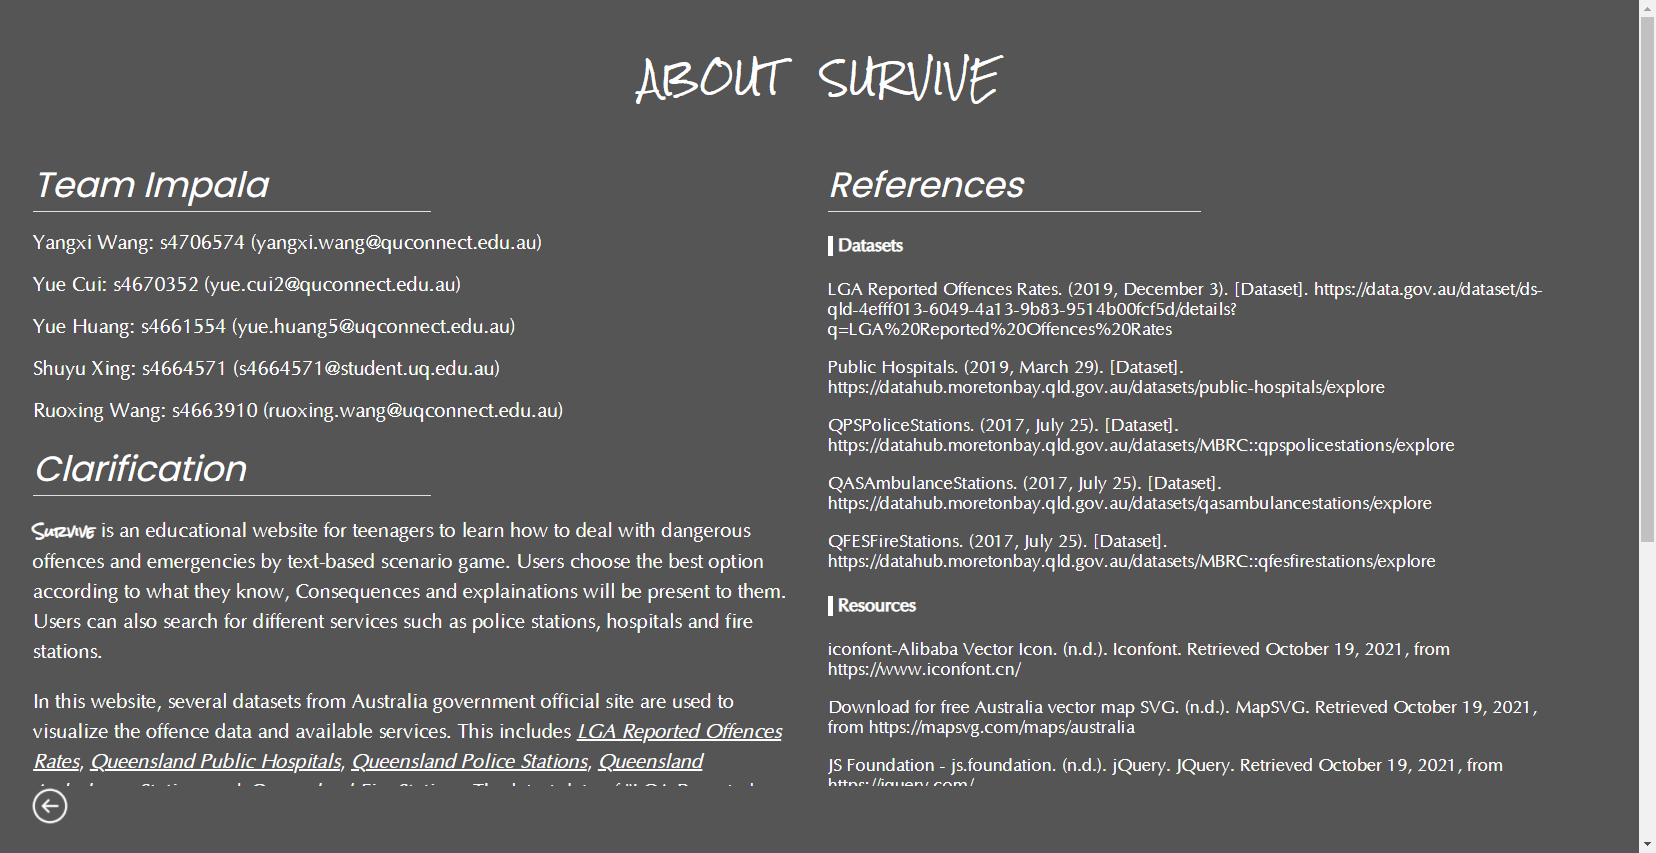 ABOUT SURVIVE
Team Impala
Yangxi Wang: s4706574 (yangxi.wang@quconnect.edu.au)
Yue Cui: s4670352 (yue.cui2@quconnect.edu.au)
Yue Huang: s4661554 (yue.huang5@uqconnect.edu.au)
Shuyu Xing: s4664571 (s4664571@student.uq.edu.au)
Ruoxing Wang: s4663910 (ruoxing.wang@uqconnect.edu.au)
Clarification
SURVIVE is an educational website for teenagers to learn how to deal with dangerous
offences and emergencies by text-based scenario game. Users choose the best option
according to what they know, Consequences and explainations will be present to them.
Users can also search for different services such as police stations, hospitals and fire
stations.
In this website, several datasets from Australia government official site are used to
visualize the offence data and available services. This includes LGA Reported Offences
Rates, Queensland Public Hospitals, Queensland Police Stations, Queensland
References
Datasets
LGA Reported Offences Rates. (2019, December 3). [Dataset]. https://data.gov.au/dataset/ds-
qld-4efff013-6049-4a13-9b83-9514b00fcf5d/details?
q=LGA%20Reported%20Offences%20Rates
Public Hospitals. (2019, March 29). [Dataset].
https://datahub.moretonbay.qld.gov.au/datasets/public-hospitals/explore
QPSPoliceStations. (2017, July 25). [Dataset].
https://datahub.moretonbay.qld.gov.au/datasets/MBRC::qpspolicestations/explore
QASAmbulanceStations. (2017, July 25). [Dataset].
https://datahub.moretonbay.qld.gov.au/datasets/qasambulancestations/explore
QFESFireStations. (2017, July 25). [Dataset].
https://datahub.moretonbay.qld.gov.au/datasets/MBRC::qfesfirestations/explore
Resources
iconfont-Alibaba Vector Icon. (n.d.). Iconfont. Retrieved October 19, 2021, from
https://www.iconfont.cn/
Download for free Australia vector map SVG. (n.d.). MapSVG. Retrieved October 19, 2021,
from https://mapsvg.com/maps/australia
JS Foundation - js.foundation. (n.d.). jQuery. JQuery. Retrieved October 19, 2021, from
https://jquery.com/